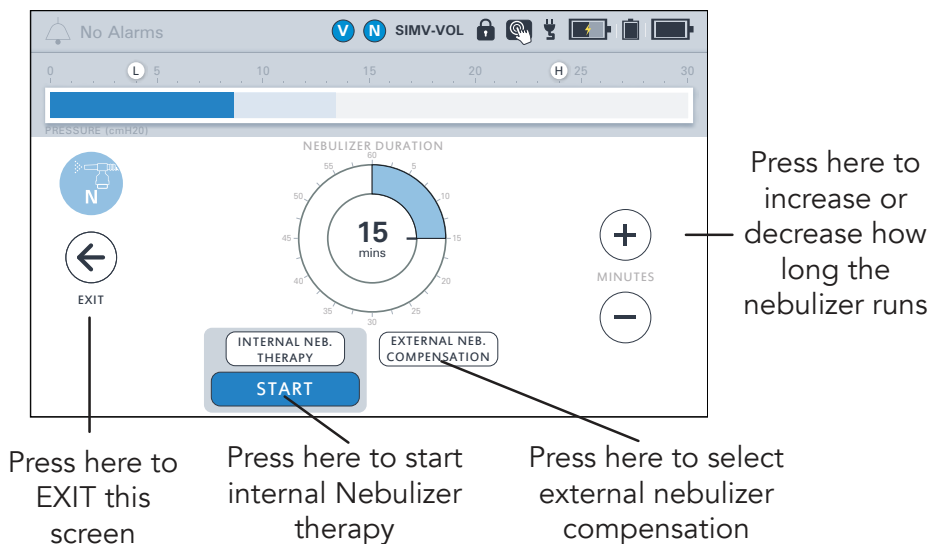 No Alarms
V N SIMV-VOL
0 L 5 10 15 20 H 25 30
PRESSURE (cmH20)
N
EXIT
NEBULIZER DURATION
60
55 5
50 10
45 15
40 20
35 25
30
15
mins
MINUTES
INTERNAL NEB.
THERAPY
START
EXTERNAL NEB.
COMPENSATION
Press here to
increase or
decrease how
long the
nebulizer runs
Press here to
EXIT this
screen
Press here to start
internal Nebulizer
therapy
Press here to select
external nebulizer
compensation